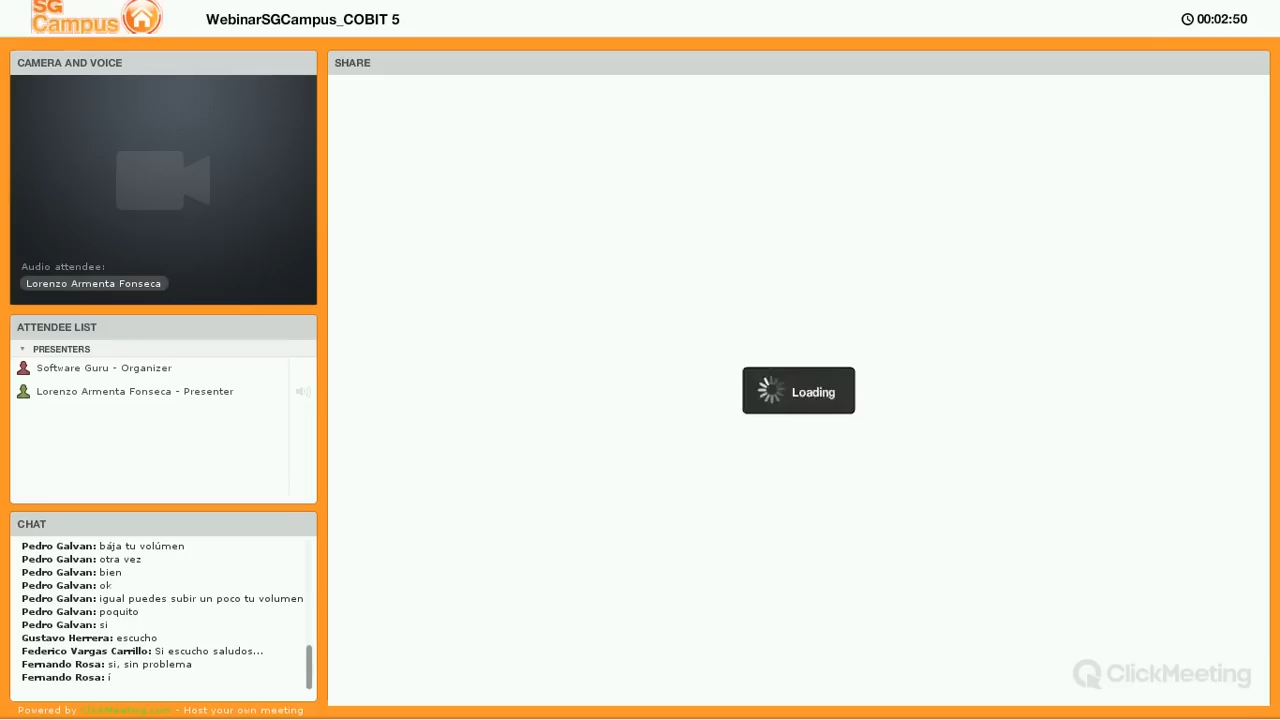 SG
Campus
WebinarSGCampus_COBIT 5
00:02:50
CAMERA AND VOICE
SHARE
Audio attendee:
Lorenzo Armenta Fonseca
ATTENDEE LIST
PRESENTERS
Software Guru - Organizer
Lorenzo Armenta Fonseca - Presenter
Loading
CHAT
Pedro Galvan: bája tu volúmen
Pedro Galvan: otra vez
Pedro Galvan: bien
Pedro Galvan: ok
Pedro Galvan: igual puedes subir un poco tu volumen
Pedro Galvan: poquito
Pedro Galvan: si
Gustavo Herrera: escucho
Federico Vargas Carrillo: Si escucho saludos...
Fernando Rosa: si, sin problema
Fernando Rosa: í
ClickMeeting
Powered by ClickMeeting.com - Host your own meeting